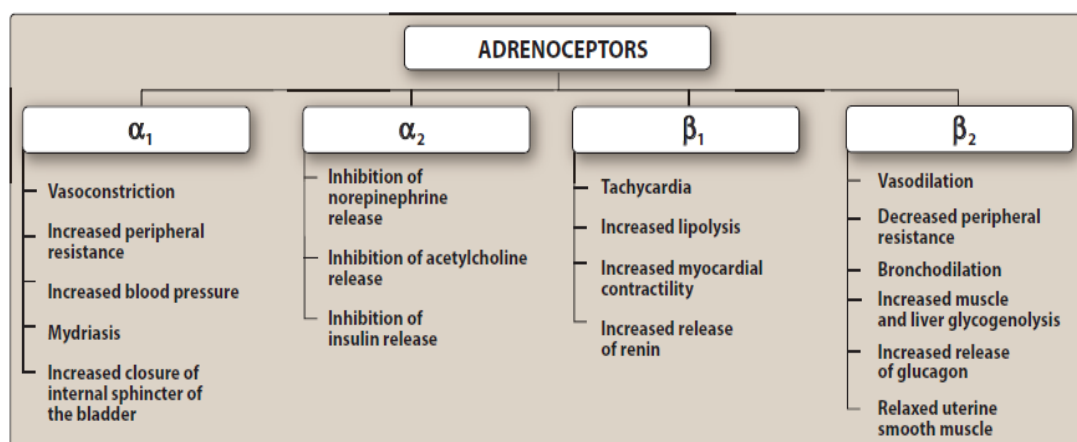 ADRENOCEPTORS
α₁
Vasoconstriction
Increased peripheral
resistance
Increased blood pressure
Mydriasis
Increased closure of
internal sphincter of
the bladder
α₂
Inhibition of
norepinephrine
release
Inhibition of acetylcholine
release
Inhibition of
insulin release
β₁
Tachycardia
Increased lipolysis
Increased myocardial
contractility
Increased release
of renin
β₂
Vasodilation
Decreased peripheral
resistance
Bronchodilation
Increased muscle
and liver glycogenolysis
Increased release
of glucagon
Relaxed uterine
smooth muscle